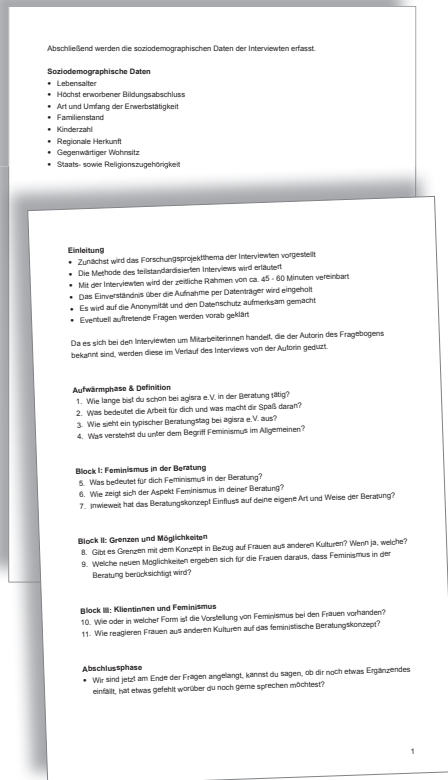 Abschließend werden die soziodemographischen Daten der Interviewten erfasst.
Soziodemographische Daten
• Lebensalter
• Höchst erworbener Bildungsabschluss
• Art und Umfang der Erwerbstätigkeit
• Familienstand
• Kinderzahl
• Regionale Herkunft
• Gegenwärtiger Wohnsitz
• Staats- sowie Religionszugehörigkeit
Einleitung
• Zunächst wird das Forschungsprojektthema der Interviewten vorgestellt
• Die Methode des teilstandardisierten Interviews wird erläutert
• Mit der Interviewten wird der zeitliche Rahmen von ca. 45 - 60 Minuten vereinbart
• Das Einverständnis über die Aufnahme per Datenträger wird eingeholt
• Es wird auf die Anonymität und den Datenschutz aufmerksam gemacht
• Eventuell auftretende Fragen werden vorab geklärt
Da es sich bei den Interviewten um Mitarbeiterinnen handelt, die der Autorin des Fragebogens
bekannt sind, werden diese im Verlauf des Interviews von der Autorin geduzt.
Aufwärmphase & Definition
1. Wie lange bist du schon bei agisra e.V. in der Beratung tätig?
2. Was bedeutet die Arbeit für dich und was macht dir Spaß daran?
3. Wie sieht ein typischer Beratungstag bei agisra e.V. aus?
4. Was verstehst du unter dem Begriff Feminismus im Allgemeinen?
Block I: Feminismus in der Beratung
5. Was bedeutet für dich Feminismus in der Beratung?
6. Wie zeigt sich der Aspekt Feminismus in deiner Beratung?
7. Inwieweit hat das Beratungskonzept Einfluss auf deine eigene Art und Weise der Beratung?
Block II: Grenzen und Möglichkeiten
8. Gibt es Grenzen mit dem Konzept in Bezug auf Frauen aus anderen Kulturen? Wenn ja, welche?
9. Welche neuen Möglichkeiten ergeben sich für die Frauen daraus, dass Feminismus in der
Beratung berücksichtigt wird?
Block III: Klientinnen und Feminismus
10. Wie oder in welcher Form ist die Vorstellung von Feminismus bei den Frauen vorhanden?
11. Wie reagieren Frauen aus anderen Kulturen auf das feministische Beratungskonzept?
Abschlussphase
• Wir sind jetzt am Ende der Fragen angelangt, kannst du sagen, ob dir noch etwas Ergänzendes
einfällt, hat etwas gefehlt worüber du noch gerne sprechen möchtest?
1